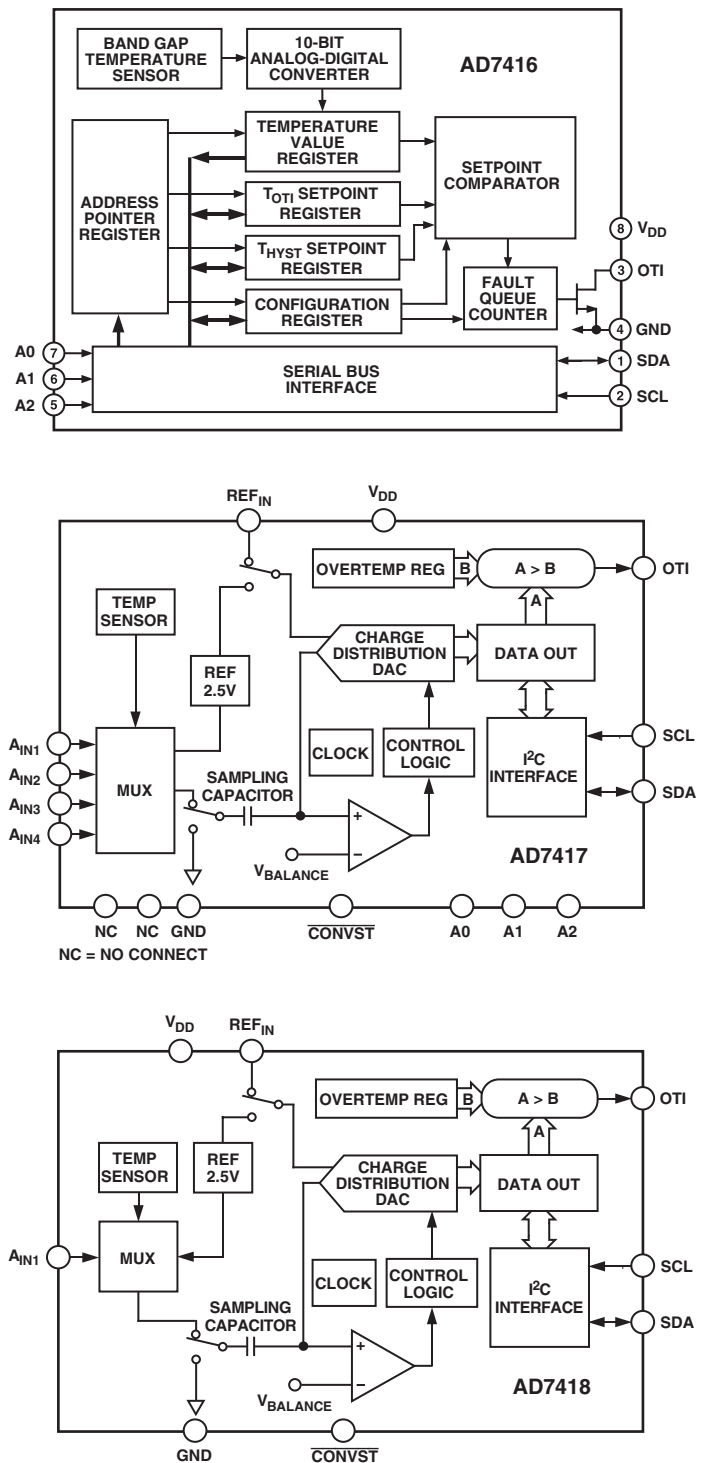 BAND GAP
TEMPERATURE
SENSOR
10-BIT
ANALOG-DIGITAL
CONVERTER
AD7416
ADDRESS
POINTER
REGISTER
TEMPERATURE
VALUE
REGISTER
SETPOINT
COMPARATOR
TOTI SETPOINT
REGISTER
THYST SETPOINT
REGISTER
CONFIGURATION
REGISTER
FAULT
QUEUE
COUNTER
8 VDD
3 OTI
4 GND
1 SDA
2 SCL
A0 7
A1 6
A2 5
SERIAL BUS
INTERFACE
REFIN
VDD
OVERTEMP REG
B
A > B
OTI
A
TEMP
SENSOR
REF
2.5V
CHARGE
DISTRIBUTION
DAC
DATA OUT
AIN1
AIN2
AIN3
AIN4
MUX
SAMPLING
CAPACITOR
CLOCK
CONTROL
LOGIC
I2C
INTERFACE
SCL
SDA
+
−
VBALANCE
AD7417
NC
NC
GND
CONVST
A0
A1
A2
NC = NO CONNECT
VDD
REFIN
OVERTEMP REG
B
A > B
OTI
A
TEMP
SENSOR
REF
2.5V
CHARGE
DISTRIBUTION
DAC
DATA OUT
AIN1
MUX
SAMPLING
CAPACITOR
CLOCK
CONTROL
LOGIC
I2C
INTERFACE
SCL
SDA
+
−
VBALANCE
AD7418
GND
CONVST